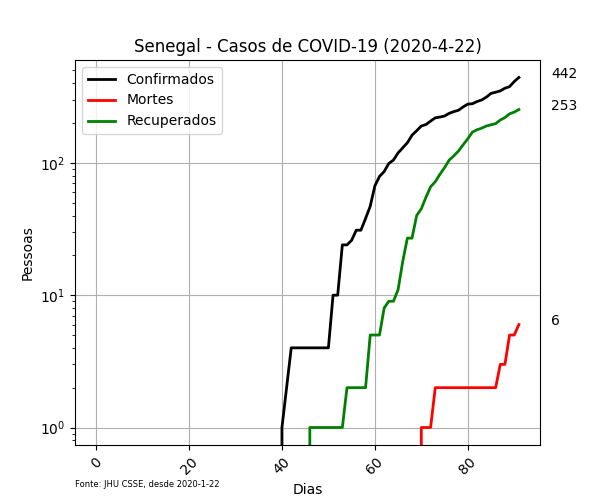 Senegal - Casos de COVID-19 (2020-4-22)
Confirmados
Mortes
Recuperados
442
253
6
10²
10¹
10⁰
Pessoas
0 20 40 60 80
Fonte: JHU CSSE, desde 2020-1-22
Dias